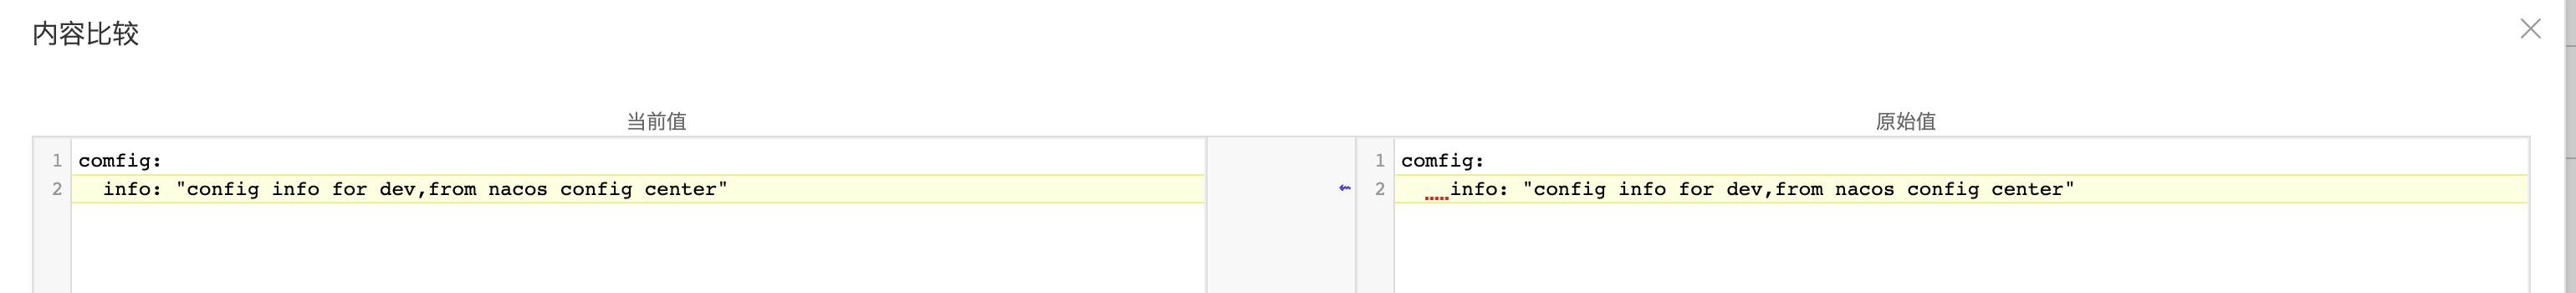 内容比较
当前值
原始值
1 comfig:
2   info: "config info for dev,from nacos config center"
1 comfig:
2     info: "config info for dev,from nacos config center"